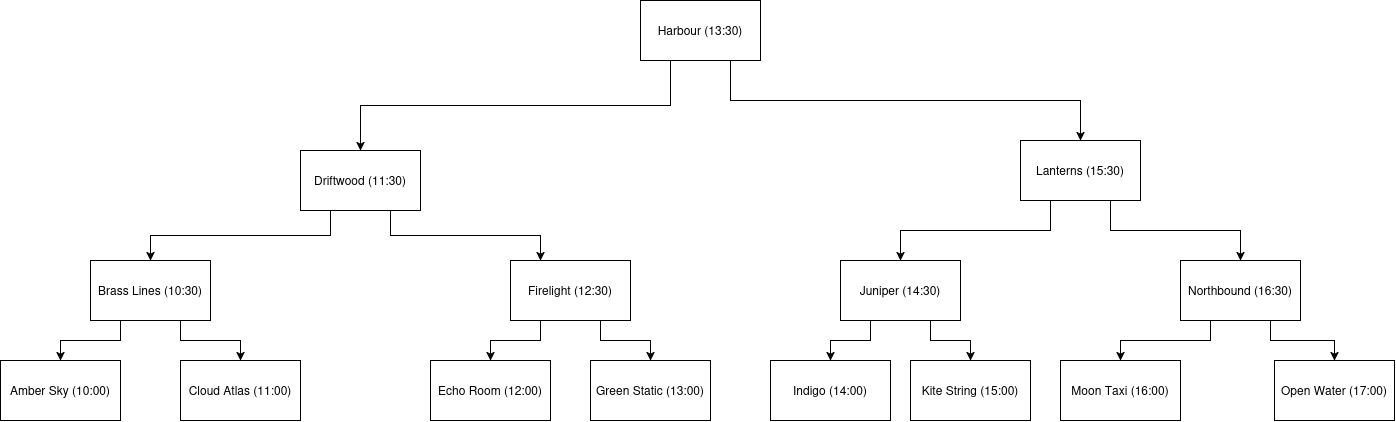 Harbour (13:30)
Driftwood (11:30)
Lanterns (15:30)
Brass Lines (10:30)
Firelight (12:30)
Juniper (14:30)
Northbound (16:30)
Amber Sky (10:00)
Cloud Atlas (11:00)
Echo Room (12:00)
Green Static (13:00)
Indigo (14:00)
Kite String (15:00)
Moon Taxi (16:00)
Open Water (17:00)